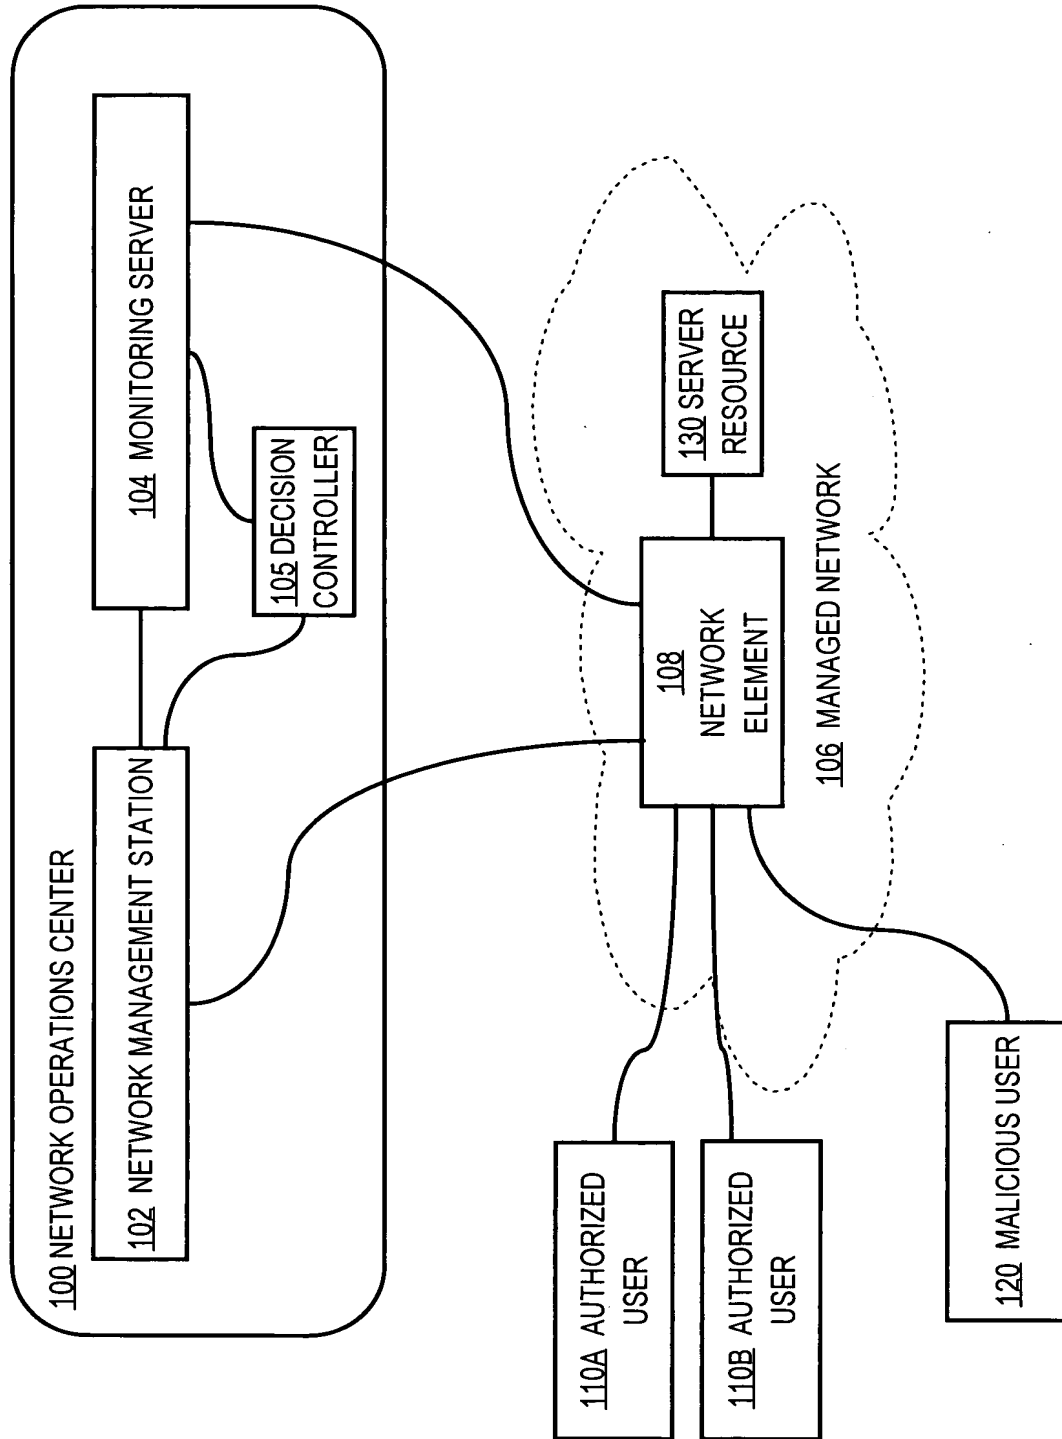 100 NETWORK OPERATIONS CENTER
102 NETWORK MANAGEMENT STATION
104 MONITORING SERVER
105 DECISION
CONTROLLER
110A AUTHORIZED
USER
110B AUTHORIZED
USER
120 MALICIOUS USER
108
NETWORK
ELEMENT
130 SERVER
RESOURCE
106 MANAGED NETWORK